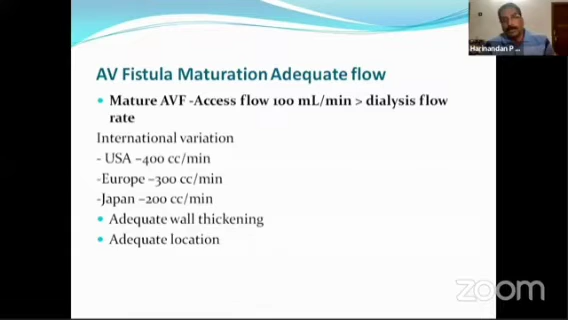 Harinandan P ...
AV Fistula Maturation Adequate flow
Mature AVF -Access flow 100 mL/min > dialysis flow
rate
International variation
- USA –400 cc/min
-Europe –300 cc/min
-Japan –200 cc/min
Adequate wall thickening
Adequate location
zoom